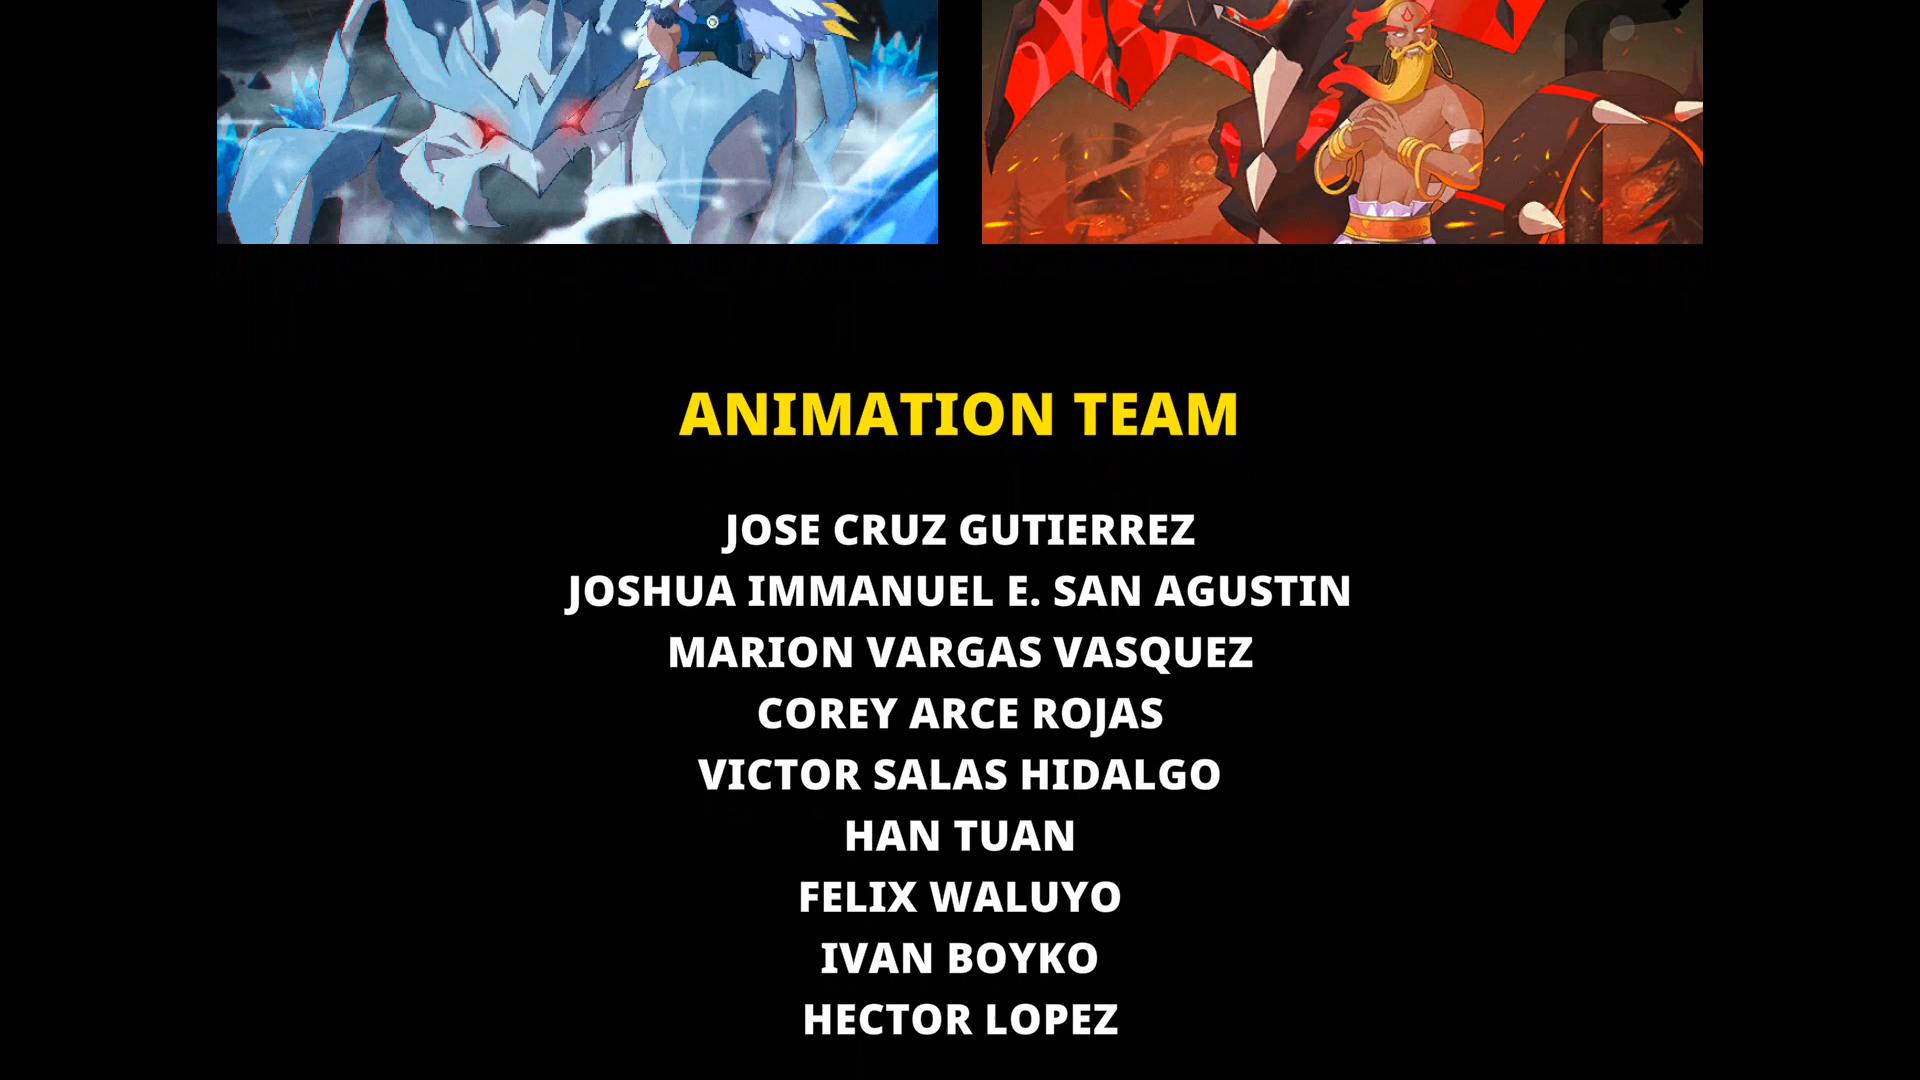 ANIMATION TEAM
JOSE CRUZ GUTIERREZ
JOSHUA IMMANUEL E. SAN AGUSTIN
MARION VARGAS VASQUEZ
COREY ARCE ROJAS
VICTOR SALAS HIDALGO
HAN TUAN
FELIX WALUYO
IVAN BOYKO
HECTOR LOPEZ